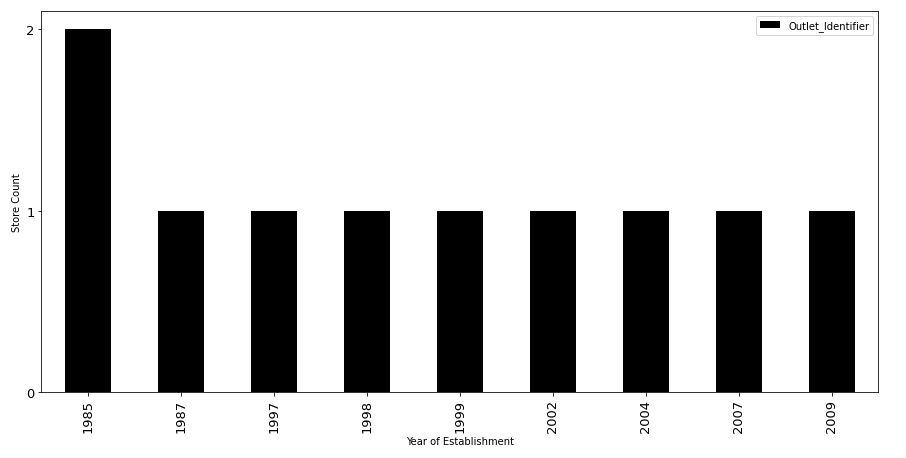 Outlet_Identifier
2
1
0
Store Count
1985 1987 1997 1998 1999 2002 2004 2007 2009
Year of Establishment